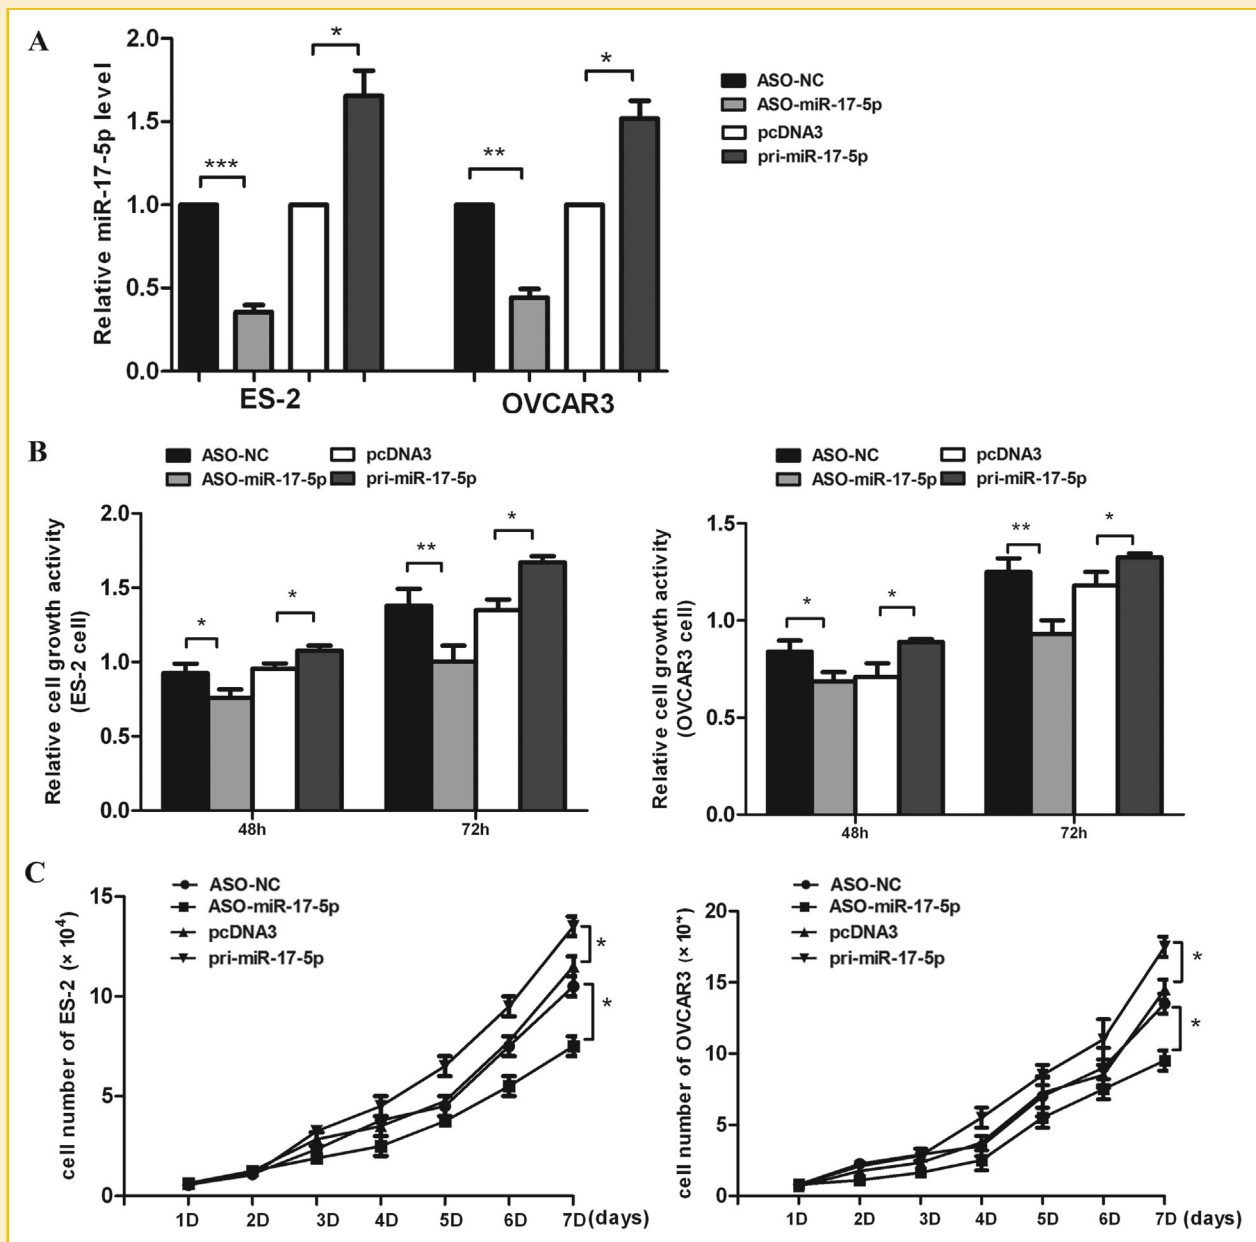 A
Relative miR-17-5p level
2.0
1.5
1.0
0.5
0.0
***
*
**
*
ES-2
OVCAR3
ASO-NC
ASO-miR-17-5p
pcDNA3
pri-miR-17-5p
B
ASO-NC
pcDNA3
ASO-miR-17-5p
pri-miR-17-5p
Relative cell growth activity
(ES-2 cell)
2.0
1.5
1.0
0.5
0.0
*
*
**
*
48h
72h
ASO-NC
pcDNA3
ASO-miR-17-5p
pri-miR-17-5p
Relative cell growth activity
(OVCAR3 cell)
1.5
1.0
0.5
0.0
*
*
**
*
48h
72h
C
ASO-NC
ASO-miR-17-5p
pcDNA3
pri-miR-17-5p
cell number of ES-2 (× 10⁴)
15
10
5
0
*
*
1D 2D 3D 4D 5D 6D 7D (days)
ASO-NC
ASO-miR-17-5p
pcDNA3
pri-miR-17-5p
cell number of OVCAR3 (× 10⁴)
20
15
10
5
0
*
*
1D 2D 3D 4D 5D 6D 7D (days)